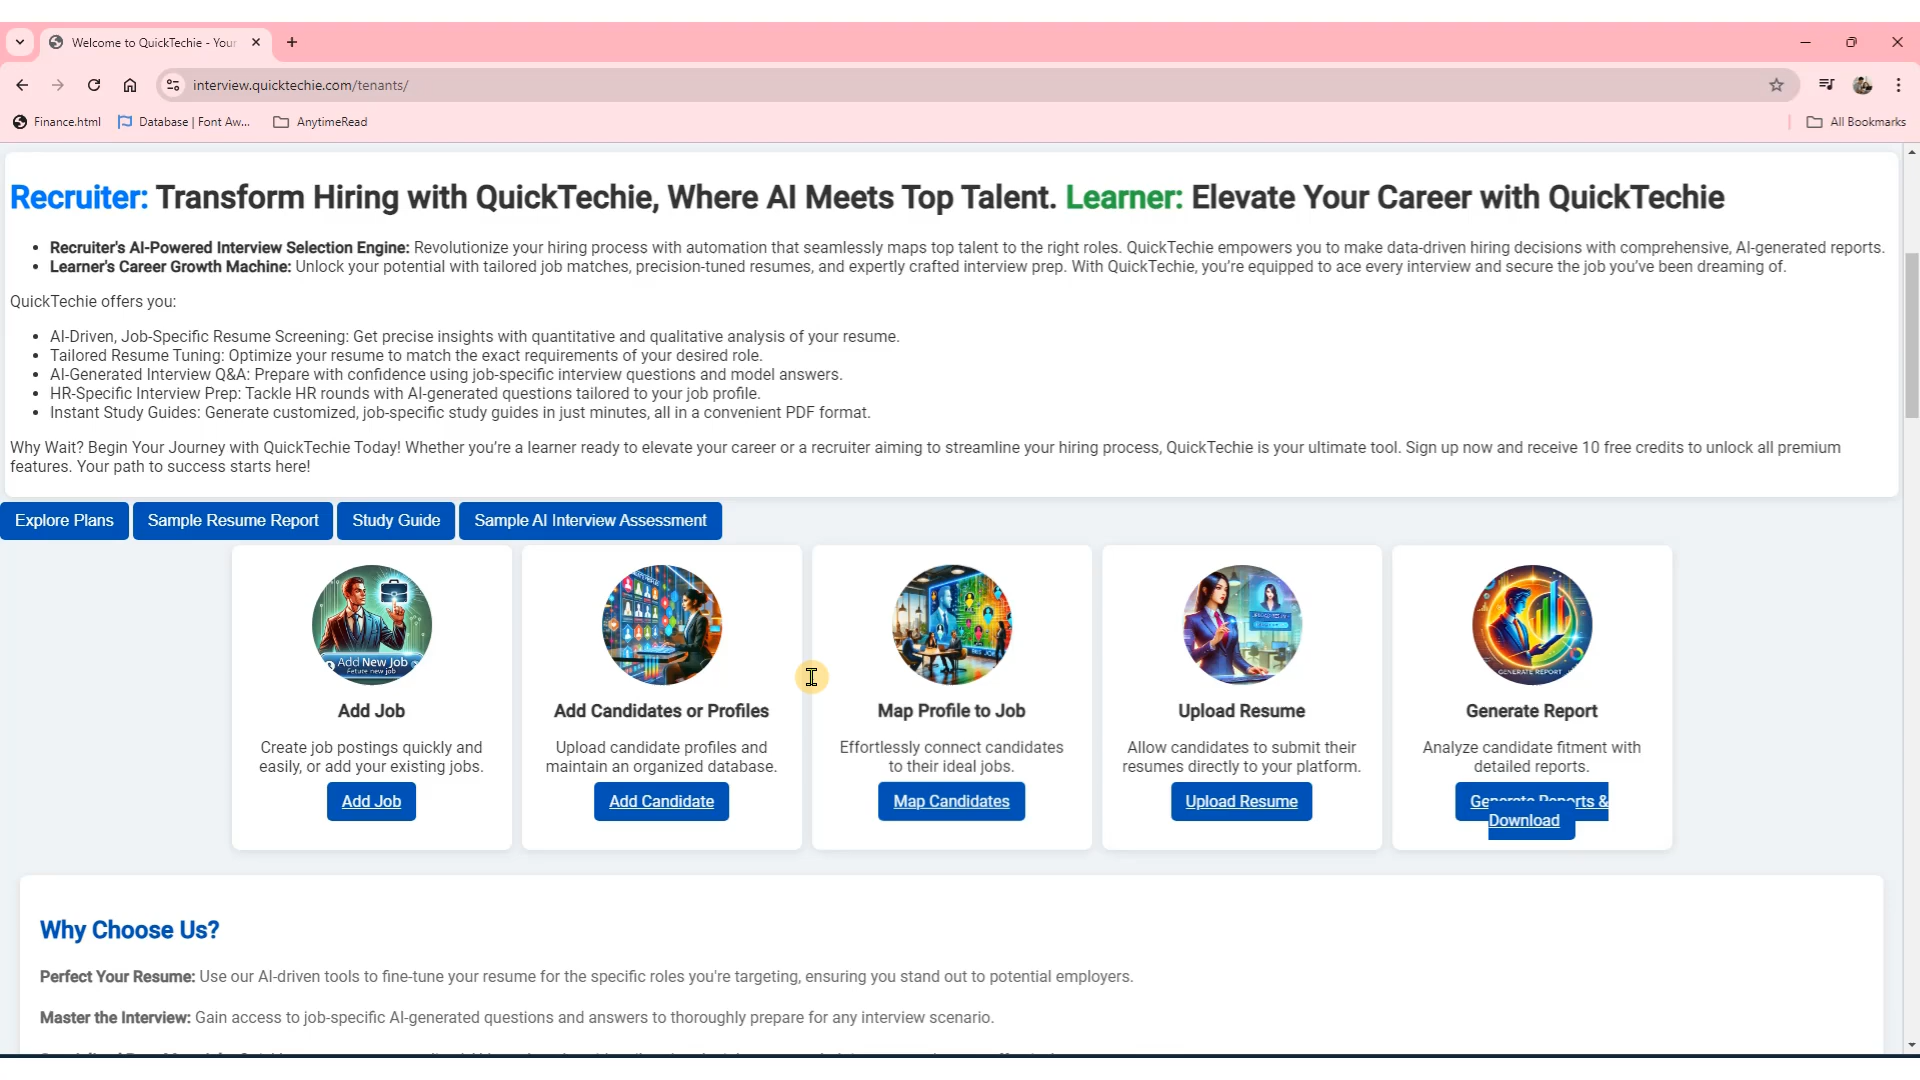 Welcome to QuickTechie - Your
interview.quicktechie.com/tenants/
Finance.html
Database | Font Aw...
AnytimeRead
All Bookmarks
Recruiter: Transform Hiring with QuickTechie, Where AI Meets Top Talent. Learner: Elevate Your Career with QuickTechie
• Recruiter's AI-Powered Interview Selection Engine: Revolutionize your hiring process with automation that seamlessly maps top talent to the right roles. QuickTechie empowers you to make data-driven hiring decisions with comprehensive, AI-generated reports.
• Learner's Career Growth Machine: Unlock your potential with tailored job matches, precision-tuned resumes, and expertly crafted interview prep. With QuickTechie, you're equipped to ace every interview and secure the job you've been dreaming of.
QuickTechie offers you:
• AI-Driven, Job-Specific Resume Screening: Get precise insights with quantitative and qualitative analysis of your resume.
• Tailored Resume Tuning: Optimize your resume to match the exact requirements of your desired role.
• AI-Generated Interview Q&A: Prepare with confidence using job-specific interview questions and model answers.
• HR-Specific Interview Prep: Tackle HR rounds with AI-generated questions tailored to your job profile.
• Instant Study Guides: Generate customized, job-specific study guides in just minutes, all in a convenient PDF format.
Why Wait? Begin Your Journey with QuickTechie Today! Whether you're a learner ready to elevate your career or a recruiter aiming to streamline your hiring process, QuickTechie is your ultimate tool. Sign up now and receive 10 free credits to unlock all premium
features. Your path to success starts here!
Explore Plans
Sample Resume Report
Study Guide
Sample AI Interview Assessment
Add New Job
Add Job
Create job postings quickly and
easily, or add your existing jobs.
Add Job
Add Candidates or Profiles
Upload candidate profiles and
maintain an organized database.
Add Candidate
Map Profile to Job
Effortlessly connect candidates
to their ideal jobs.
Map Candidates
Upload Resume
Allow candidates to submit their
resumes directly to your platform.
Upload Resume
GENERATE REPORT
Generate Report
Analyze candidate fitment with
detailed reports.
Generate Reports &
Download
Why Choose Us?
Perfect Your Resume: Use our AI-driven tools to fine-tune your resume for the specific roles you're targeting, ensuring you stand out to potential employers.
Master the Interview: Gain access to job-specific AI-generated questions and answers to thoroughly prepare for any interview scenario.